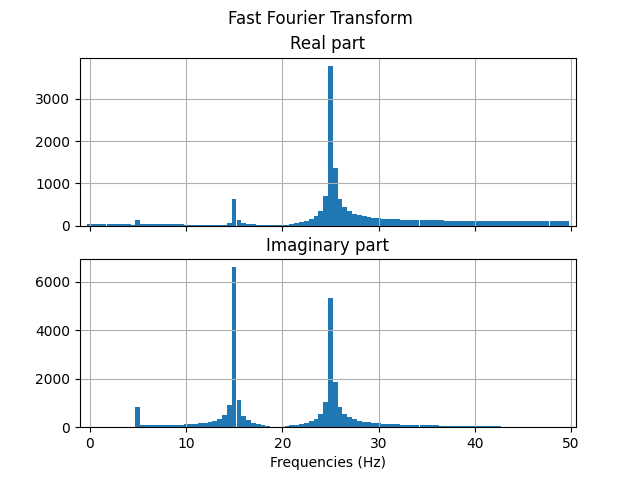 Fast Fourier Transform
Real part
3000
2000
1000
0
Imaginary part
6000
4000
2000
0
0 10 20 30 40 50
Frequencies (Hz)